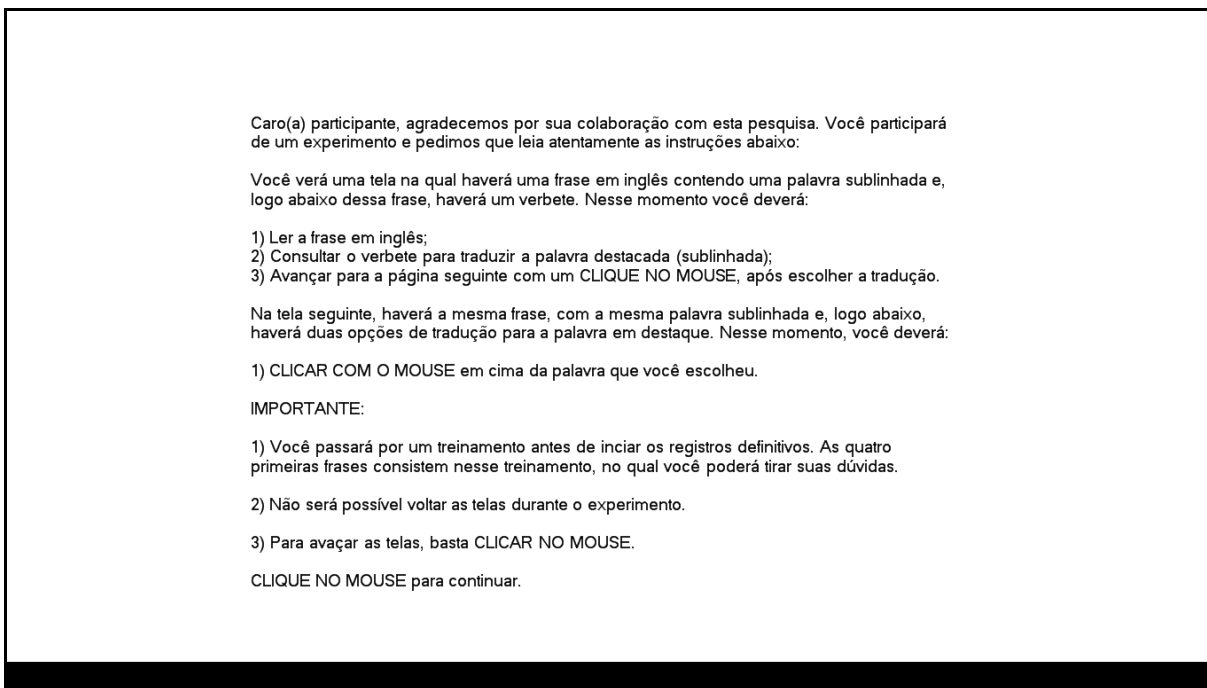 Caro(a) participante, agradecemos por sua colaboração com esta pesquisa. Você participará
de um experimento e pedimos que leia atentamente as instruções abaixo:
Você verá uma tela na qual haverá uma frase em inglês contendo uma palavra sublinhada e,
logo abaixo dessa frase, haverá um verbete. Nesse momento você deverá:
1) Ler a frase em inglês;
2) Consultar o verbete para traduzir a palavra destacada (sublinhada);
3) Avançar para a página seguinte com um CLIQUE NO MOUSE, após escolher a tradução.
Na tela seguinte, haverá a mesma frase, com a mesma palavra sublinhada e, logo abaixo,
haverá duas opções de tradução para a palavra em destaque. Nesse momento, você deverá:
1) CLICAR COM O MOUSE em cima da palavra que você escolheu.
IMPORTANTE:
1) Você passará por um treinamento antes de inciar os registros definitivos. As quatro
primeiras frases consistem nesse treinamento, no qual você poderá tirar suas dúvidas.
2) Não será possível voltar as telas durante o experimento.
3) Para avaçar as telas, basta CLICAR NO MOUSE.
CLIQUE NO MOUSE para continuar.